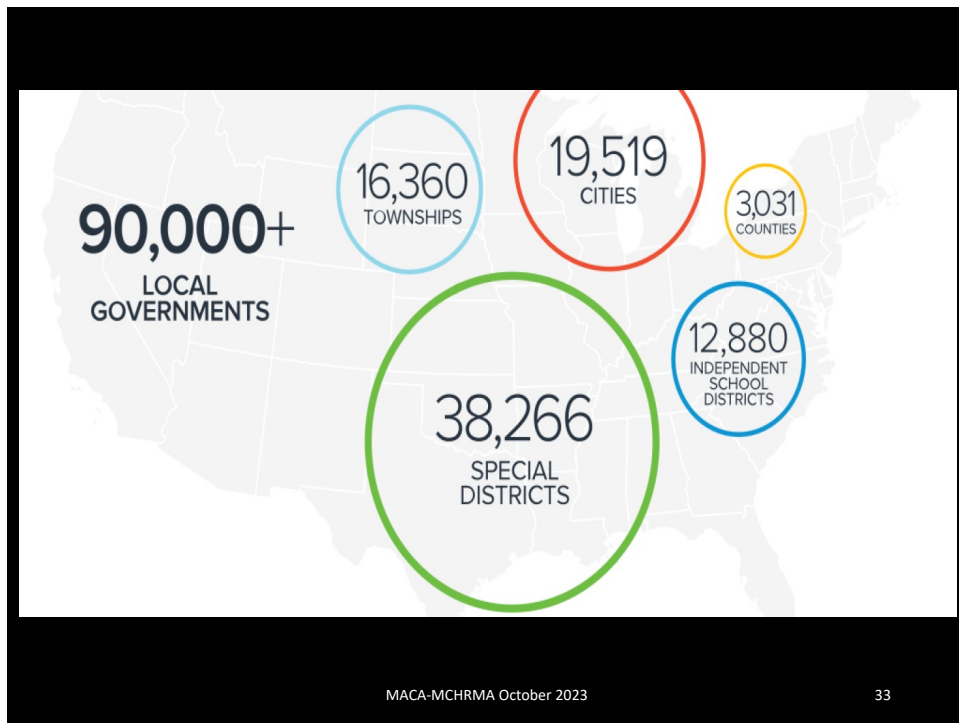 90,000+
LOCAL
GOVERNMENTS
16,360
TOWNSHIPS
19,519
CITIES
3,031
COUNTIES
38,266
SPECIAL
DISTRICTS
12,880
INDEPENDENT
SCHOOL
DISTRICTS
MACA-MCHRMA October 2023
33